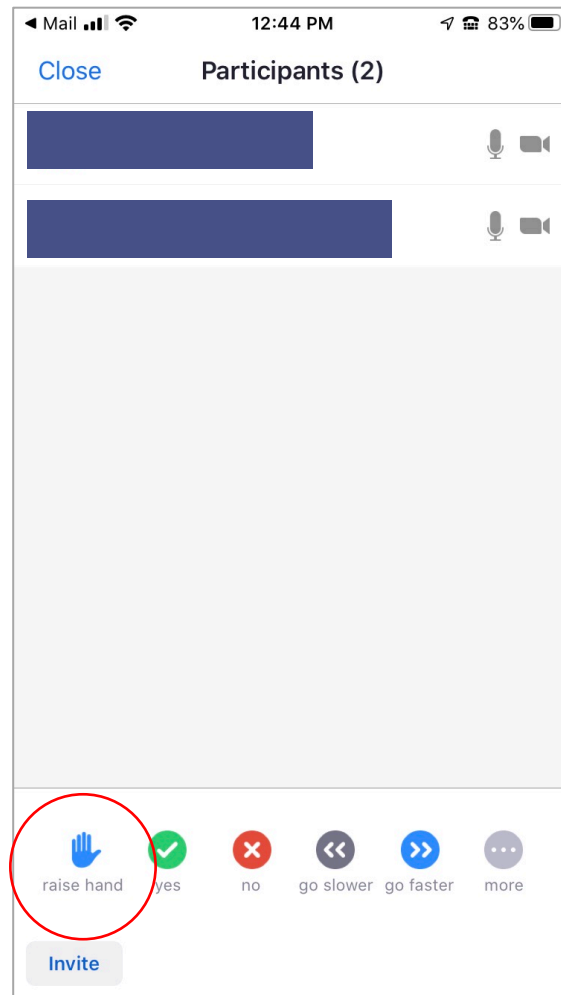 Mail 12:44 PM 83%
Close Participants (2)
raise hand yes no go slower go faster more
Invite